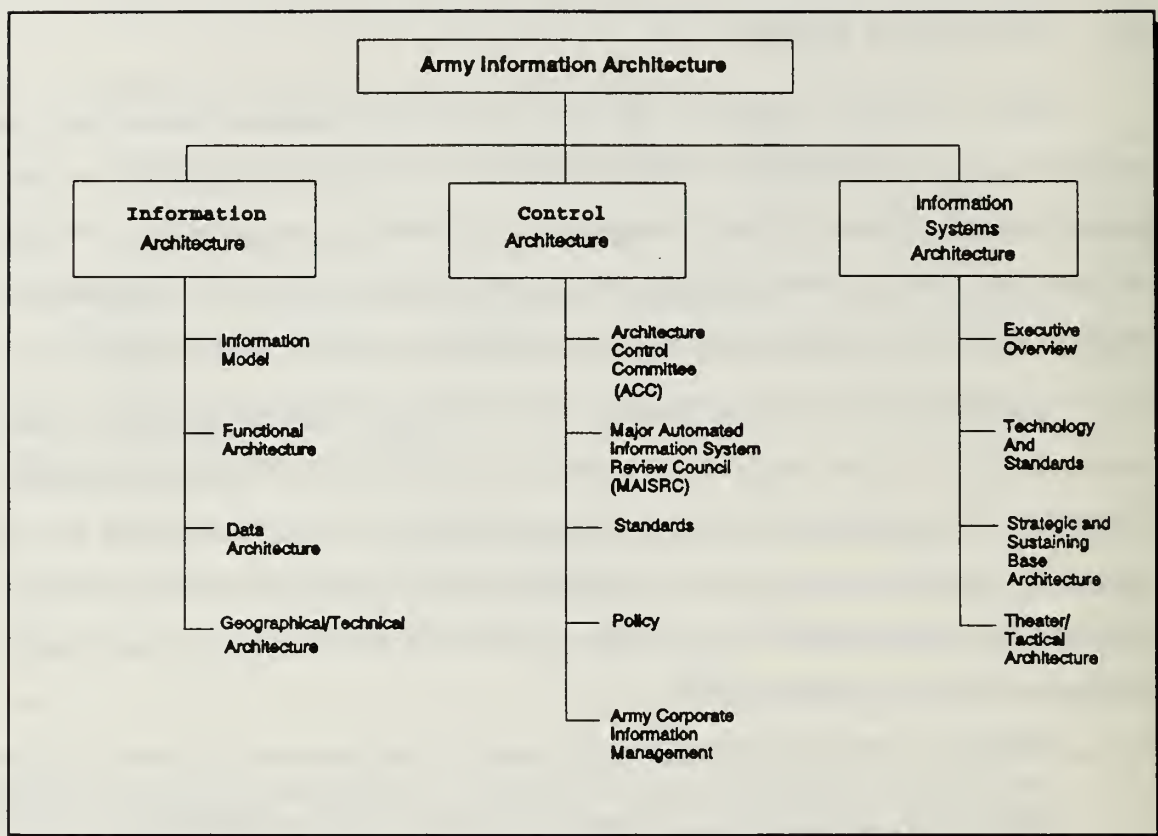 Army Information Architecture
Information
Architecture
Information
Model
Functional
Architecture
Data
Architecture
Geographical/Technical
Architecture
Control
Architecture
Architecture
Control
Committee
(ACC)
Major Automated
Information System
Review Council
(MAISRC)
Standards
Policy
Army Corporate
Information
Management
Information
Systems
Architecture
Executive
Overview
Technology
And
Standards
Strategic and
Sustaining
Base
Architecture
Theater/
Tactical
Architecture